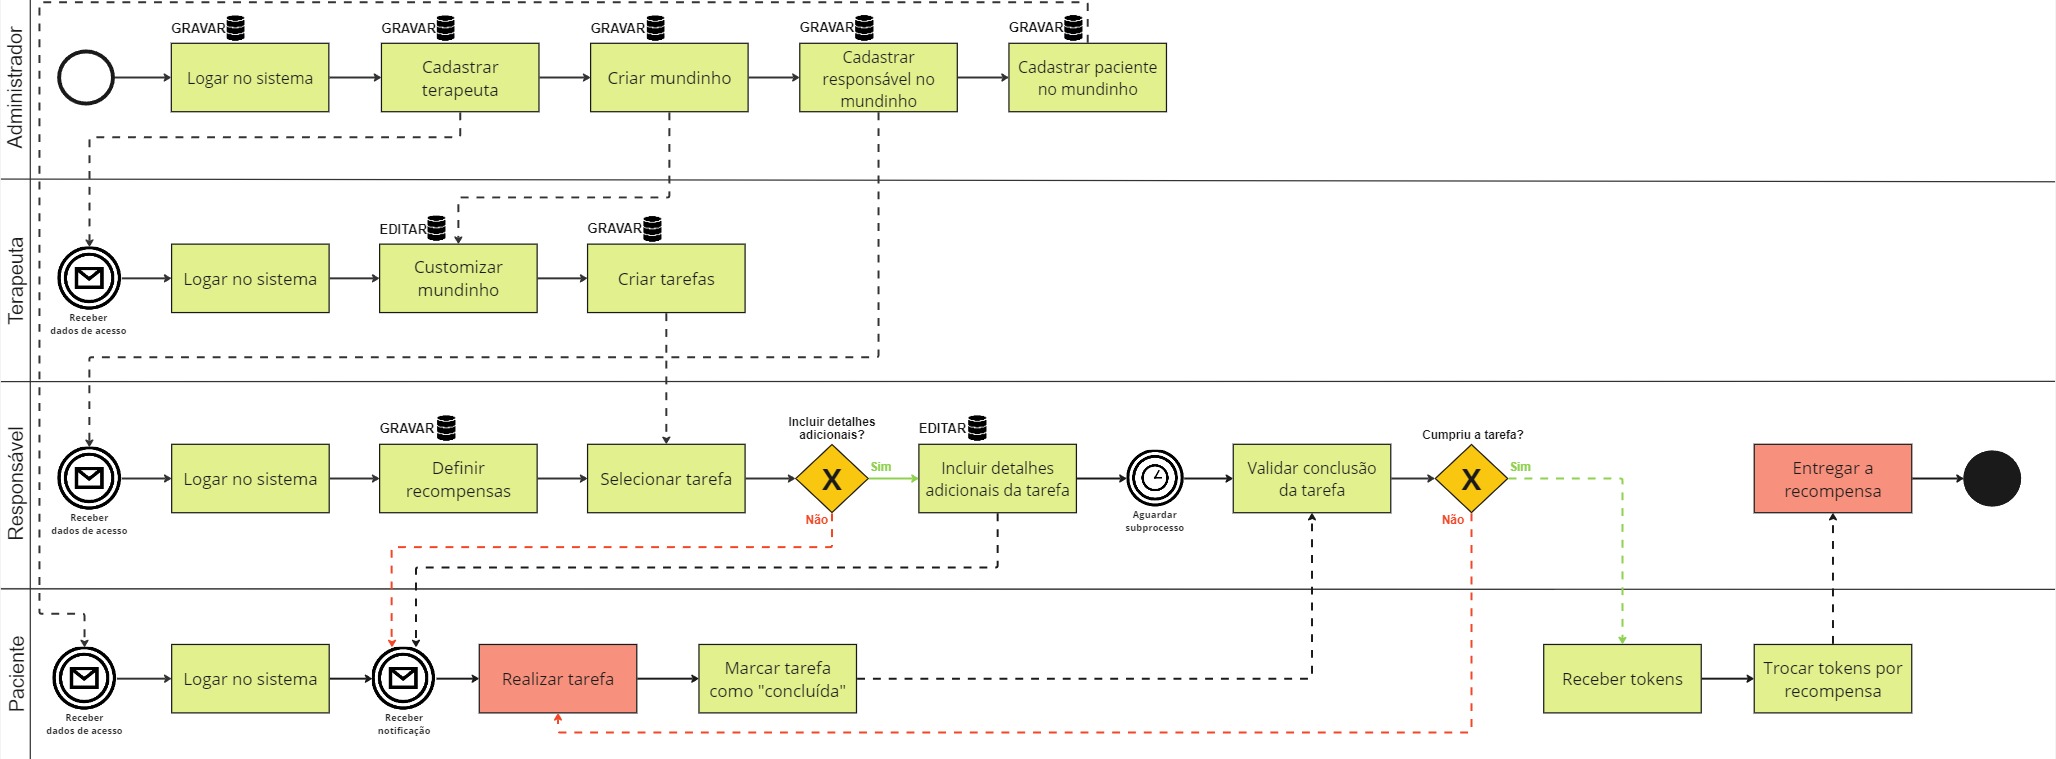 Administrador
GRAVAR
Logar no sistema
GRAVAR
Cadastrar
terapeuta
GRAVAR
Criar mundinho
GRAVAR
Cadastrar
responsável no
mundinho
GRAVAR
Cadastrar paciente
no mundinho
Terapeuta
Receber
dados de acesso
Logar no sistema
EDITAR
Customizar
mundinho
GRAVAR
Criar tarefas
Responsável
Receber
dados de acesso
Logar no sistema
GRAVAR
Definir
recompensas
Selecionar tarefa
Incluir detalhes
adicionais?
X
Sim
Não
EDITAR
Incluir detalhes
adicionais da tarefa
Aguardar
subprocesso
Validar conclusão
da tarefa
Cumpriu a tarefa?
X
Sim
Não
Entregar a
recompensa
Paciente
Receber
dados de acesso
Logar no sistema
Receber
notificação
Realizar tarefa
Marcar tarefa
como "concluída"
Receber tokens
Trocar tokens por
recompensa